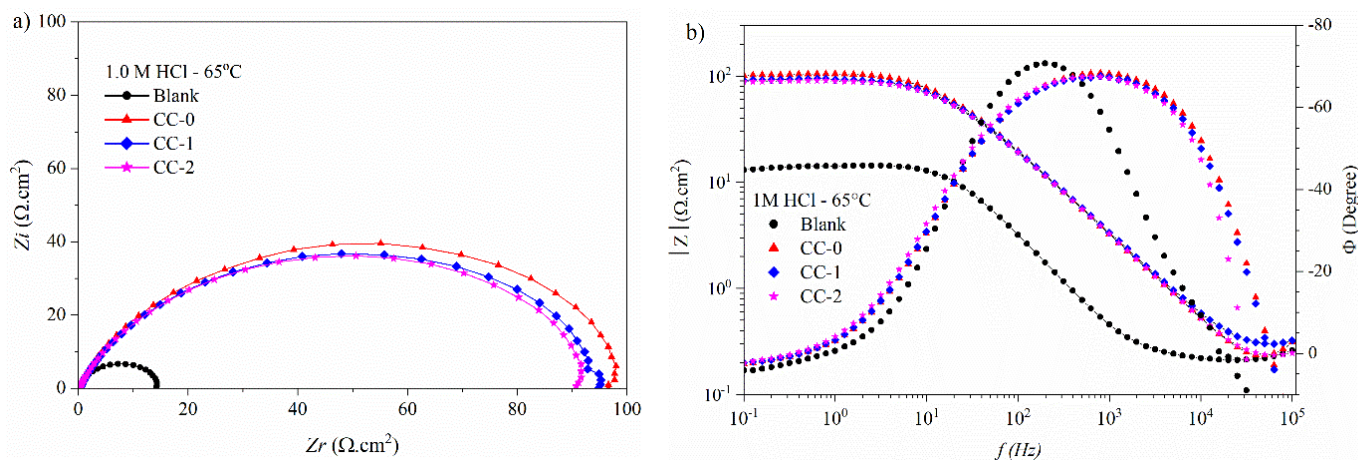 a)
100
80
60
40
20
0
Zi (Ω.cm²)
1.0 M HCl - 65°C
Blank
CC-0
CC-1
CC-2
0 20 40 60 80 100
Zr (Ω.cm²)
b)
10²
10¹
10⁰
10⁻¹
|Z |(Ω.cm²)
1M HCl - 65°C
Blank
CC-0
CC-1
CC-2
-80
-60
-40
-20
0
Φ (Degree)
10⁻¹ 10⁰ 10¹ 10² 10³ 10⁴ 10⁵
f (Hz)